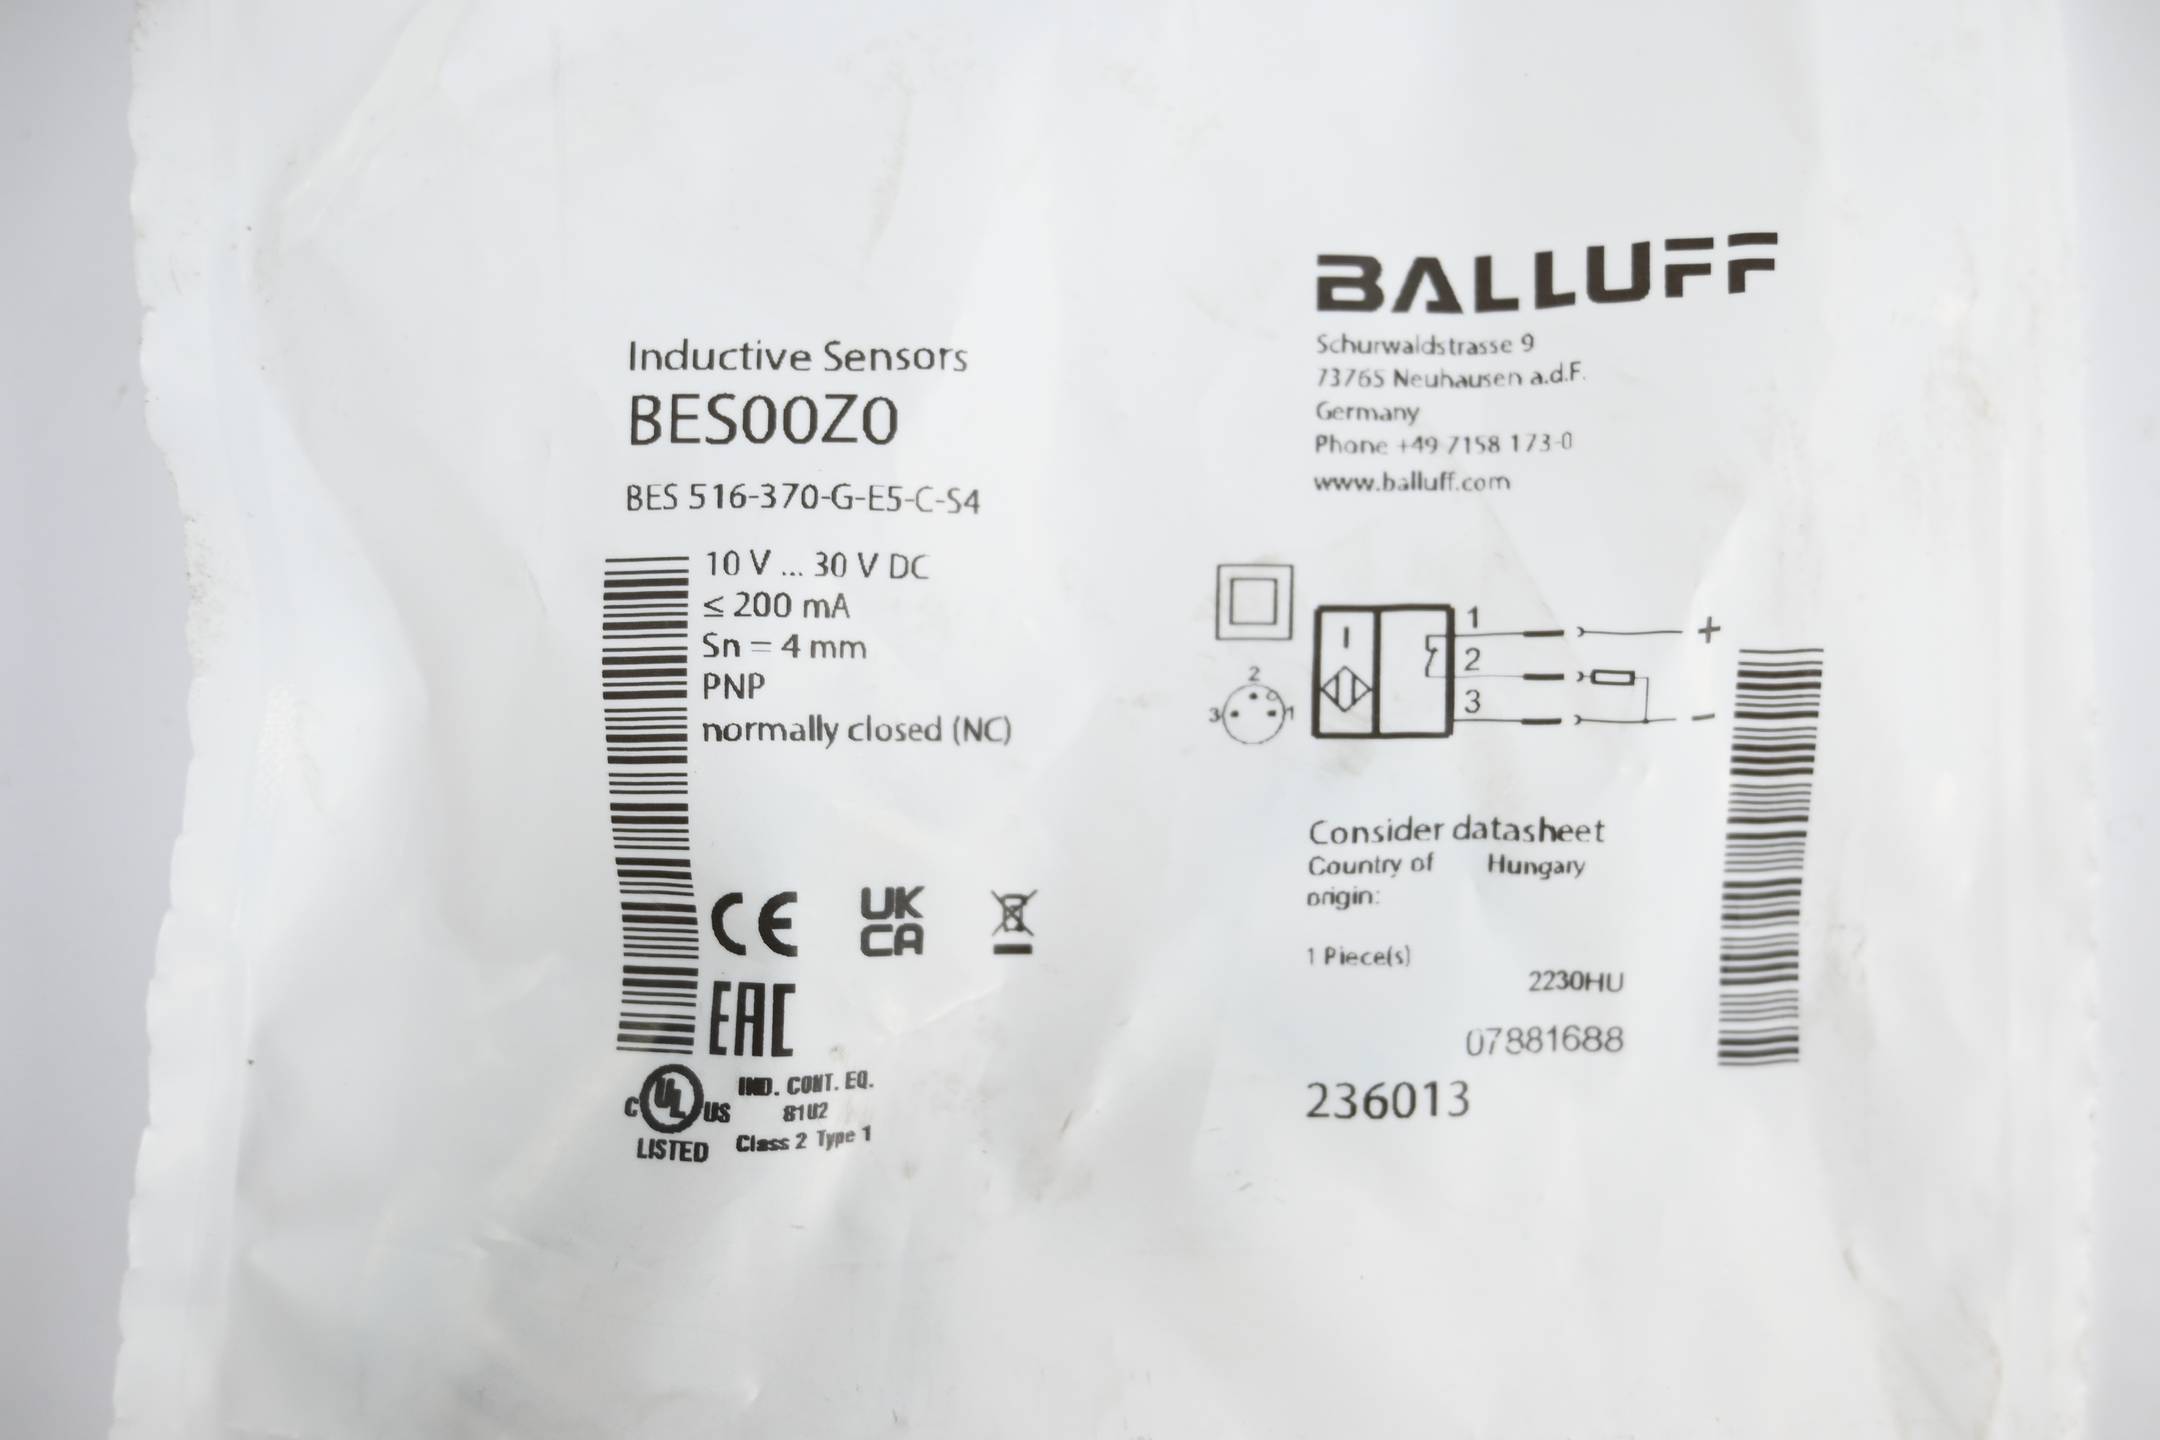 Inductive Sensors
BES00Z0
BES 516-370-G-E5-C-S4
10 V ... 30 V DC
≤ 200 mA
Sn = 4 mm
PNP
normally closed (NC)
CE
UK
CA
EAC
C UL US
LISTED
IND. CONT. EQ.
81U2
Class 2 Type 1
BALLUFF
Schurwaldstrasse 9
73765 Neuhausen a.d.F.
Germany
Phone +49 7158 173-0
www.balluff.com
1
+
2
3
-
2
3
1
Consider datasheet
Country of Hungary
origin:
1 Piece(s)
2230HU
07881688
236013